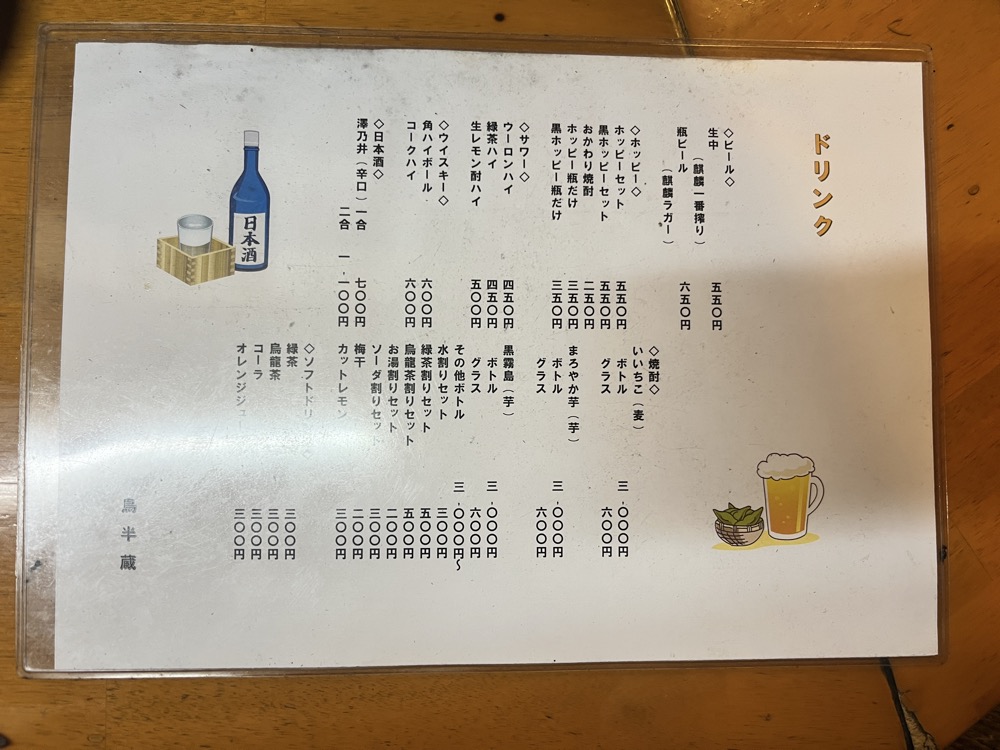 ドリンク
◇ビール◇
生中 五五〇円
(麒麟一番搾り)
瓶ビール 六五〇円
(麒麟ラガー)
◇ホッピー◇
ホッピーセット 五五〇円
黒ホッピーセット 五五〇円
おかわり焼酎 二五〇円
ホッピー瓶だけ 三五〇円
黒ホッピー瓶だけ 三五〇円
◇サワー◇
ウーロンハイ 四五〇円
緑茶ハイ 四五〇円
生レモン酎ハイ 五〇〇円
◇ウイスキー◇
角ハイボール 六〇〇円
コークハイ 六〇〇円
◇日本酒◇
澤乃井(辛口)一合 七〇〇円
二合 一.一〇〇円
◇焼酎◇
いいちこ(麦)
ボトル 三.〇〇〇円
グラス 六〇〇円
まろやか芋(芋)
ボトル 三.〇〇〇円
グラス 六〇〇円
黒霧島(芋)
ボトル 三.〇〇〇円
グラス 六〇〇円
その他ボトル 三.〇〇〇円〜
水割りセット 三〇〇円
緑茶割りセット 五〇〇円
烏龍茶割りセット 五〇〇円
お湯割りセット 二〇〇円
ソーダ割りセット 三〇〇円
梅干 二〇〇円
カットレモン 三〇〇円
◇ソフトドリ
緑茶 三〇〇円
烏龍茶 三〇〇円
コーラ 三〇〇円
オレンジジュ 三〇〇円
日本酒
鳥半蔵